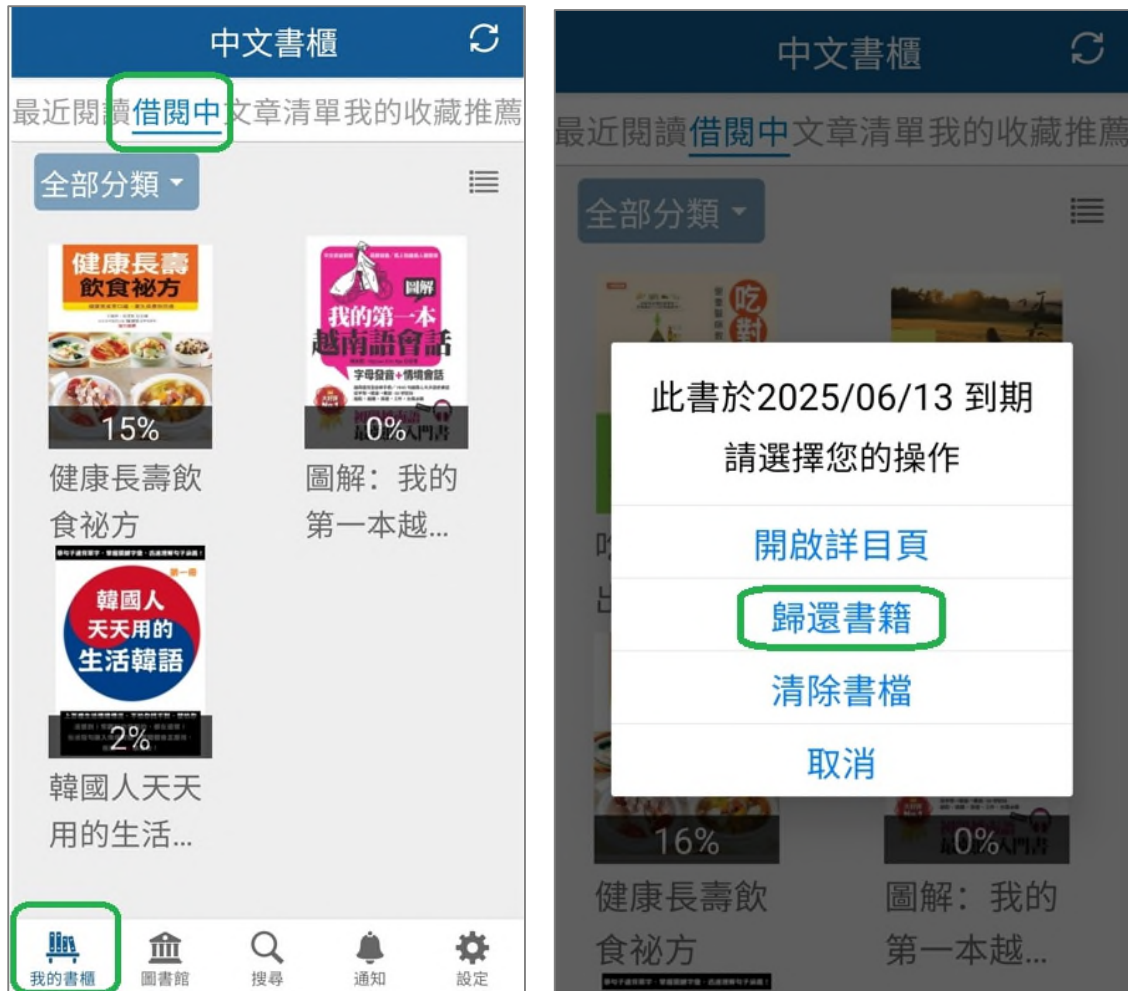 中文書櫃
最近閱讀 借閱中 文章清單 我的收藏 推薦
全部分類
健康長壽
飲食祕方
15%
健康長壽飲
食祕方
圖解
我的第一本
越南語會話
字母發音+情境會話
0%
圖解：我的
第一本越...
第一冊
韓國人
天天用的
生活韓語
2%
韓國人天天
用的生活...
我的書櫃
圖書館
搜尋
通知
設定
中文書櫃
最近閱讀 借閱中 文章清單 我的收藏 推薦
全部分類
吃對
此書於2025/06/13 到期
請選擇您的操作
開啟詳目頁
歸還書籍
清除書檔
取消
16%
健康長壽飲
食祕方
0%
圖解：我的
第一本越...